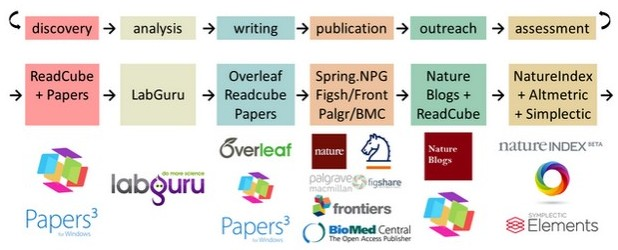 discovery
analysis
writing
publication
outreach
assessment
ReadCube
+ Papers
LabGuru
Overleaf
Readcube
Papers
Spring.NPG
Figsh/Front
Palgr/BMC
Nature
Blogs +
ReadCube
NatureIndex
+ Altmetric
+ Simplectic
Papers³
for Windows
do more science
labguru
Overleaf
Papers³
for Windows
nature
palgrave
macmillan
figshare
frontiers
BioMed Central
The Open Access Publisher
Nature
Blogs
natureINDEX BETA
SYMPLECTIC
Elements